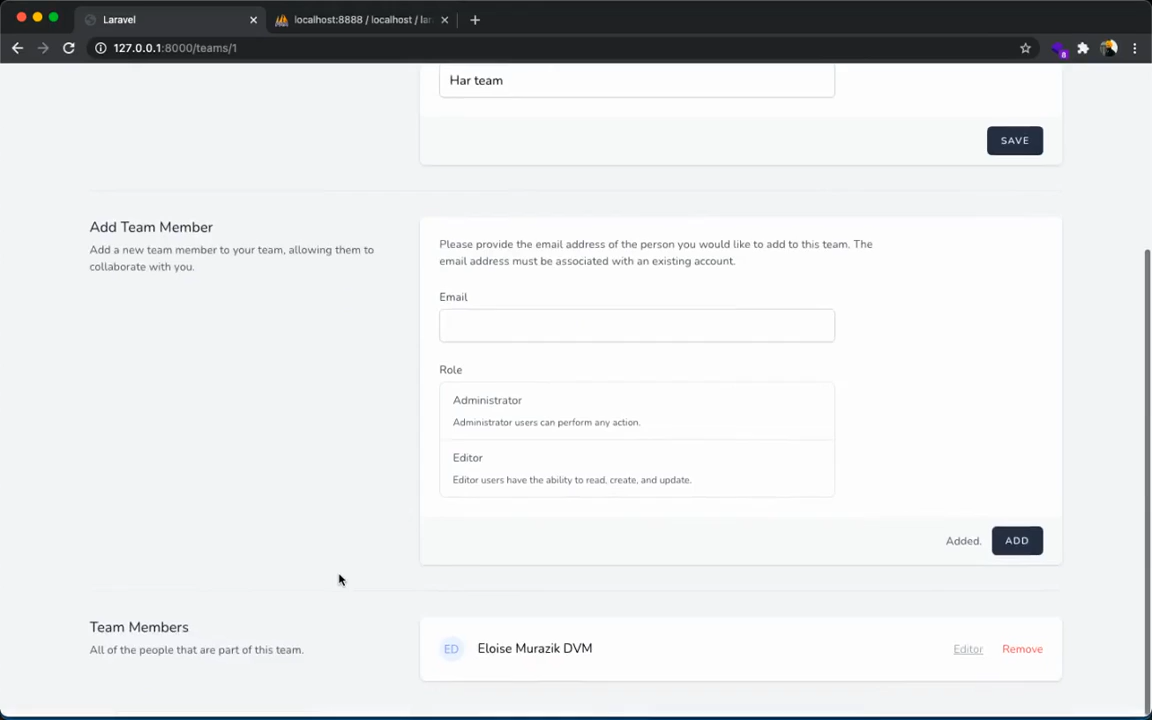 Laravel
localhost:8888 / localhost / lar
127.0.0.1:8000/teams/1
8
Har team
SAVE
Add Team Member
Add a new team member to your team, allowing them to
collaborate with you.
Please provide the email address of the person you would like to add to this team. The
email address must be associated with an existing account.
Email
Role
Administrator
Administrator users can perform any action.
Editor
Editor users have the ability to read, create, and update.
Added.
ADD
Team Members
All of the people that are part of this team.
ED
Eloise Murazik DVM
Editor
Remove